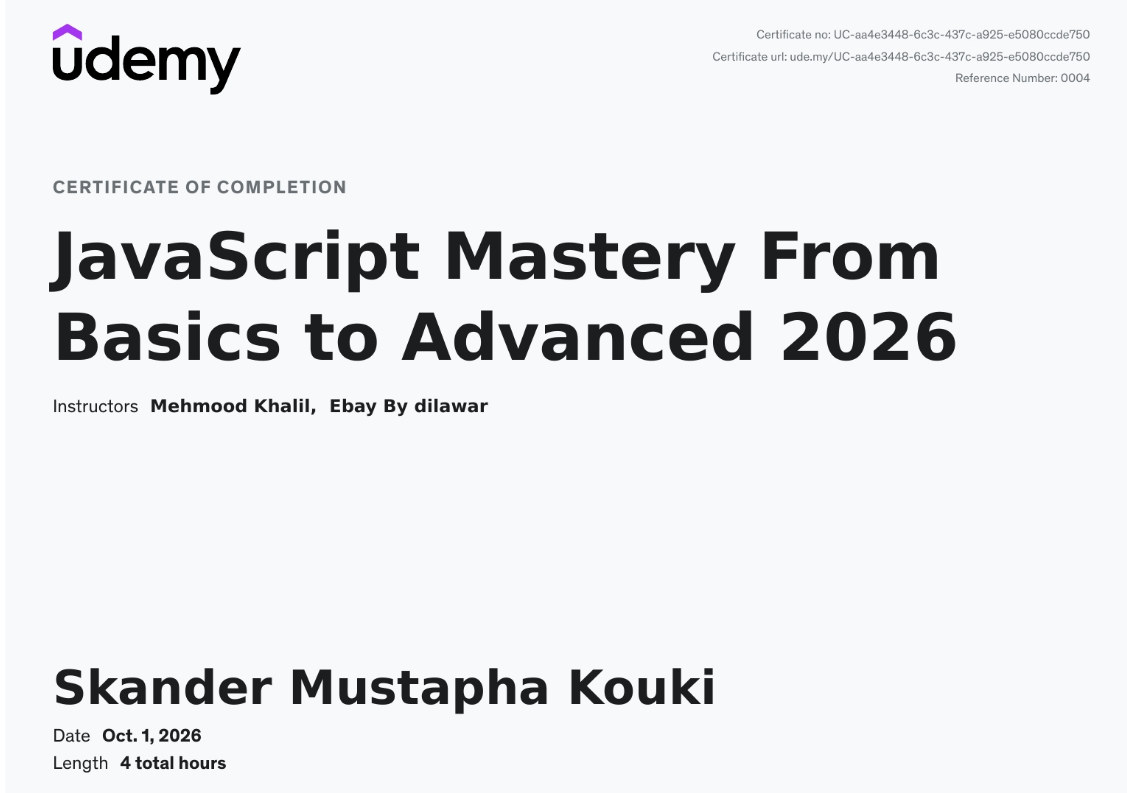 udemy
Certificate no: UC-aa4e3448-6c3c-437c-a925-e5080ccde750
Certificate url: ude.my/UC-aa4e3448-6c3c-437c-a925-e5080ccde750
Reference Number: 0004
CERTIFICATE OF COMPLETION
JavaScript Mastery From
Basics to Advanced 2026
Instructors Mehmood Khalil, Ebay By dilawar
Skander Mustapha Kouki
Date Oct. 1, 2026
Length 4 total hours